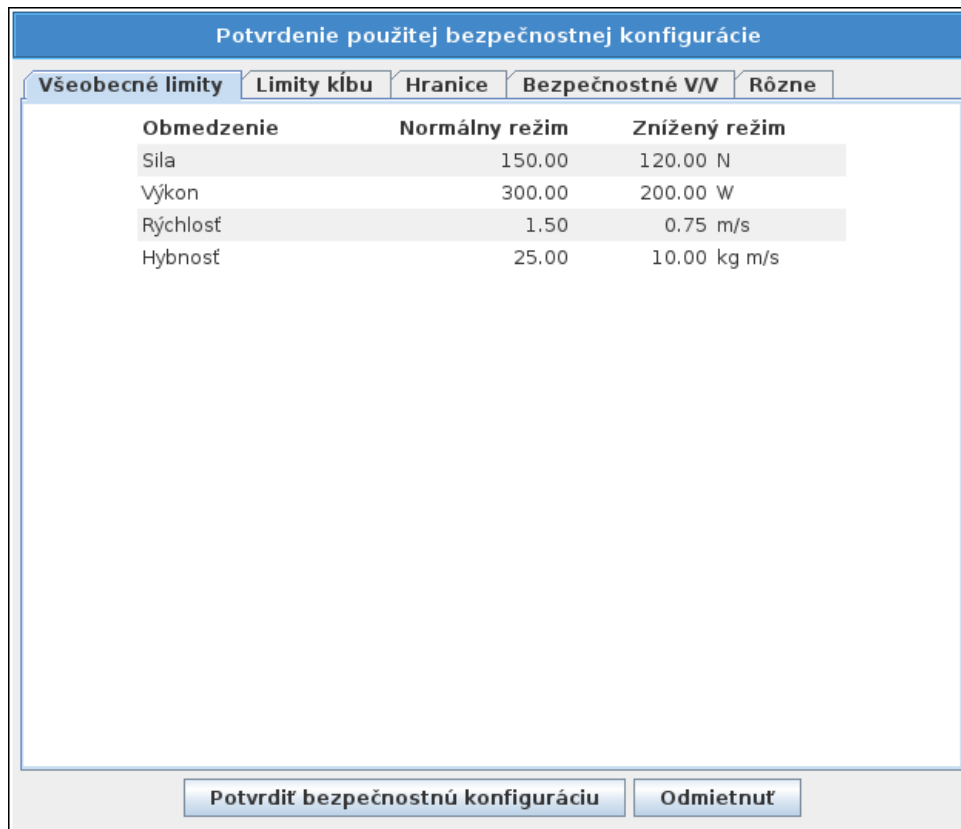 Potvrdenie použitej bezpečnostnej konfigurácie
Všeobecné limity Limity kĺbu Hranice Bezpečnostné V/V Rôzne
Obmedzenie Normálny režim Znížený režim
Sila 150.00 120.00 N
Výkon 300.00 200.00 W
Rýchlosť 1.50 0.75 m/s
Hybnosť 25.00 10.00 kg m/s
Potvrdiť bezpečnostnú konfiguráciu Odmietnuť